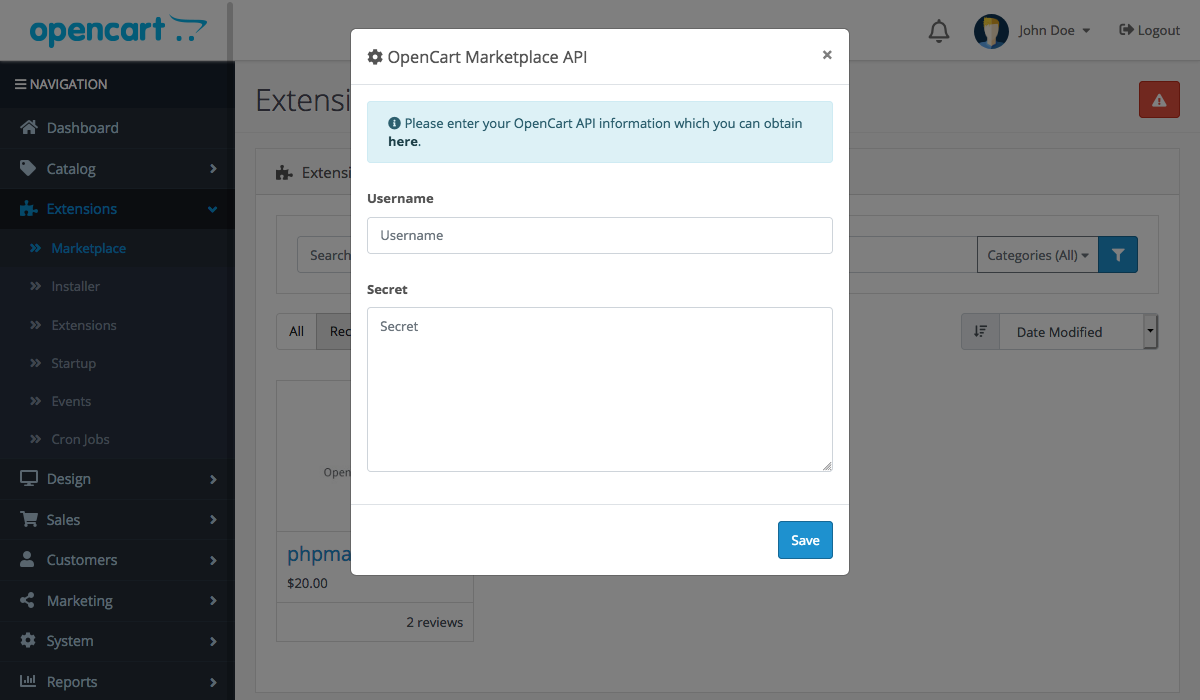 opencart
John Doe
Logout
NAVIGATION
Dashboard
Catalog
Extensions
Marketplace
Installer
Extensions
Startup
Events
Cron Jobs
Design
Sales
Customers
Marketing
System
Reports
Extensi
Extensi
Search
Categories (All)
All
Rec
Date Modified
Open
phpma
$20.00
2 reviews
OpenCart Marketplace API
×
Please enter your OpenCart API information which you can obtain
here.
Username
Username
Secret
Secret
Save